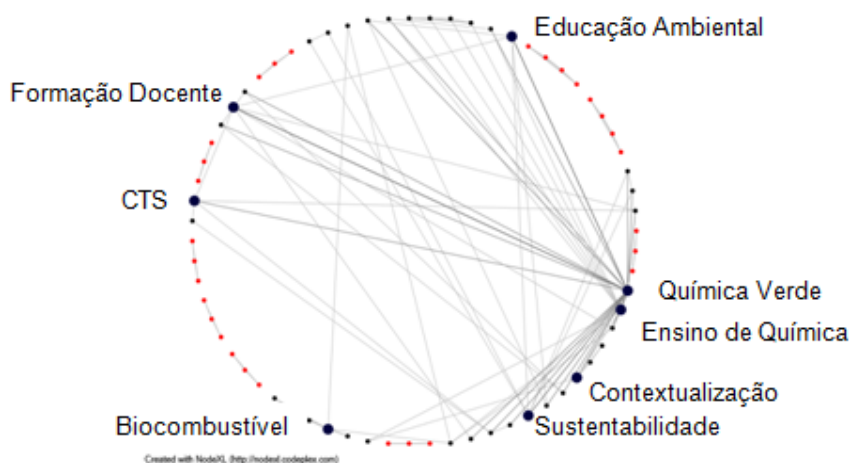 Educação Ambiental
Formação Docente
CTS
Química Verde
Ensino de Química
Contextualização
Biocombustível
Sustentabilidade
Created with NodeXL (http://nodexl.codeplex.com)